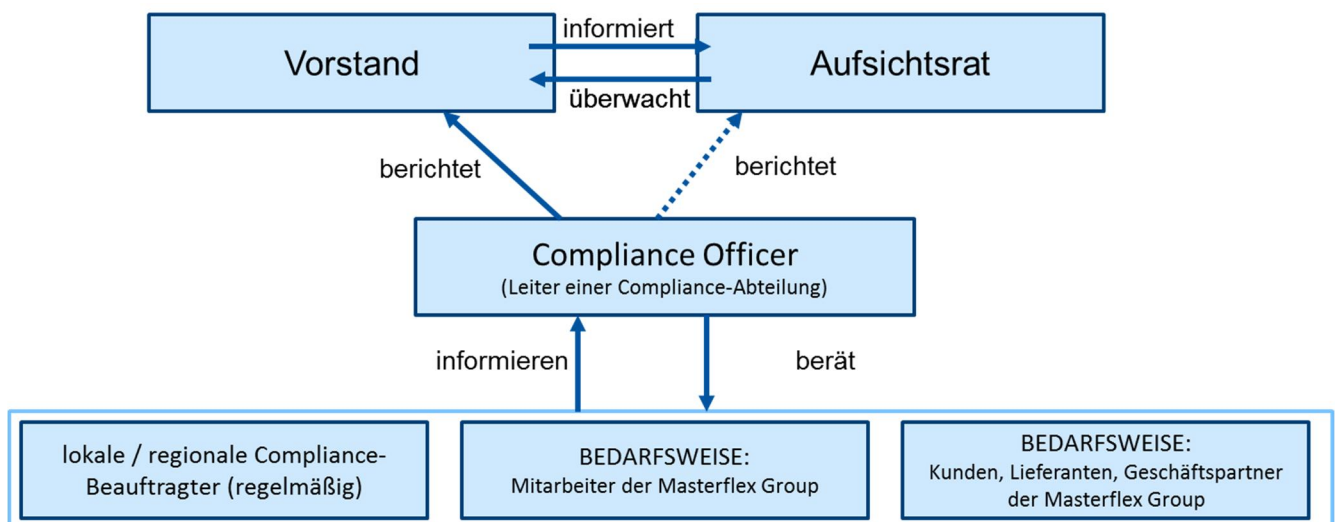 informiert
Vorstand
Aufsichtsrat
überwacht
berichtet
berichtet
Compliance Officer
(Leiter einer Compliance-Abteilung)
informieren
berät
lokale / regionale Compliance-
Beauftragter (regelmäßig)
BEDARFSWEISE:
Mitarbeiter der Masterflex Group
BEDARFSWEISE:
Kunden, Lieferanten, Geschäftspartner
der Masterflex Group